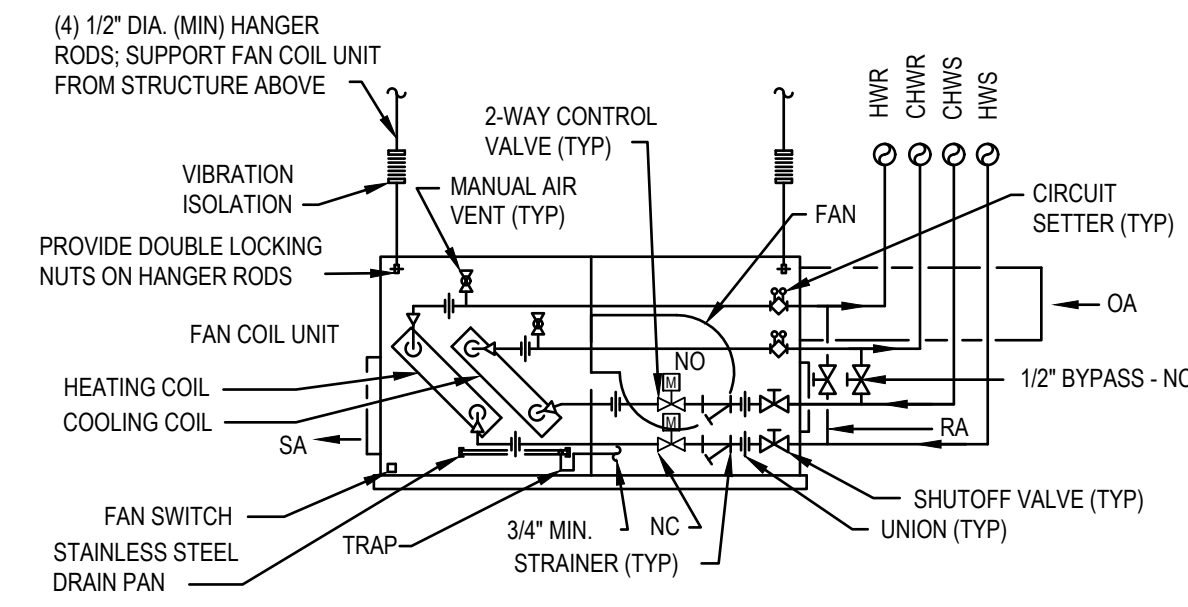 (4) 1/2" DIA. (MIN) HANGER
RODS; SUPPORT FAN COIL UNIT
FROM STRUCTURE ABOVE
VIBRATION
ISOLATION
PROVIDE DOUBLE LOCKING
NUTS ON HANGER RODS
2-WAY CONTROL
VALVE (TYP)
MANUAL AIR
VENT (TYP)
HWR
CHWR
CHWS
HWS
FAN
CIRCUIT
SETTER (TYP)
OA
FAN COIL UNIT
HEATING COIL
COOLING COIL
SA
NO
M
M
1/2" BYPASS - NC
RA
FAN SWITCH
STAINLESS STEEL
DRAIN PAN
TRAP
3/4" MIN.
NC
STRAINER (TYP)
SHUTOFF VALVE (TYP)
UNION (TYP)